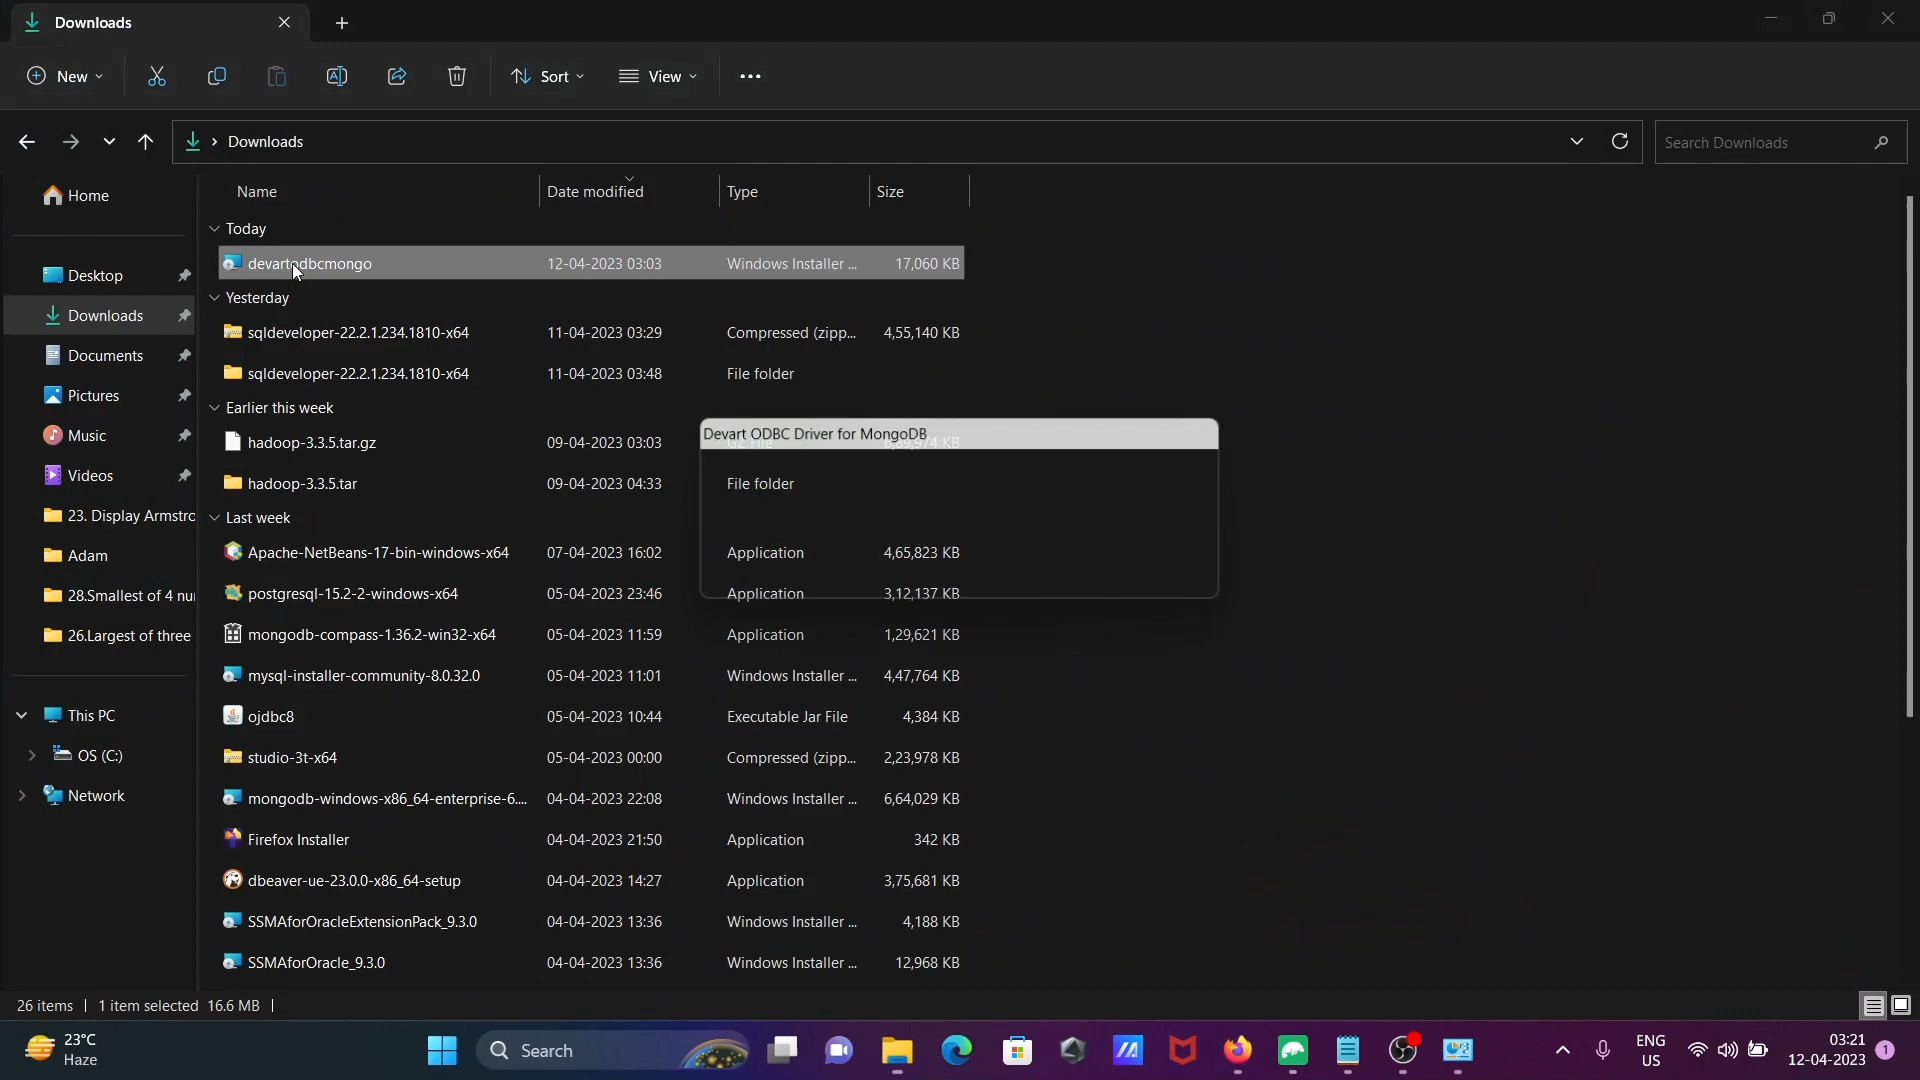 Downloads
New
Sort
View
Downloads
Search Downloads
Name
Date modified
Type
Size
Home
Desktop
Downloads
Documents
Pictures
Music
Videos
23. Display Armstro
Adam
28.Smallest of 4 nu
26.Largest of three
This PC
OS (C:)
Network
Today
devartodbcmongo 12-04-2023 03:03 Windows Installer ... 17,060 KB
Yesterday
sqldeveloper-22.2.1.234.1810-x64 11-04-2023 03:29 Compressed (zipp... 4,55,140 KB
sqldeveloper-22.2.1.234.1810-x64 11-04-2023 03:48 File folder
Earlier this week
Devart ODBC Driver for MongoDB
hadoop-3.3.5.tar.gz 09-04-2023 03:03 GZ File 6,89,974 KB
hadoop-3.3.5.tar 09-04-2023 04:33 File folder
Last week
Apache-NetBeans-17-bin-windows-x64 07-04-2023 16:02 Application 4,65,823 KB
postgresql-15.2-2-windows-x64 05-04-2023 23:46 Application 3,12,137 KB
mongodb-compass-1.36.2-win32-x64 05-04-2023 11:59 Application 1,29,621 KB
mysql-installer-community-8.0.32.0 05-04-2023 11:01 Windows Installer ... 4,47,764 KB
ojdbc8 05-04-2023 10:44 Executable Jar File 4,384 KB
studio-3t-x64 05-04-2023 00:00 Compressed (zipp... 2,23,978 KB
mongodb-windows-x86_64-enterprise-6.... 04-04-2023 22:08 Windows Installer ... 6,64,029 KB
Firefox Installer 04-04-2023 21:50 Application 342 KB
dbeaver-ue-23.0.0-x86_64-setup 04-04-2023 14:27 Application 3,75,681 KB
SSMAforOracleExtensionPack_9.3.0 04-04-2023 13:36 Windows Installer ... 4,188 KB
SSMAforOracle_9.3.0 04-04-2023 13:36 Windows Installer ... 12,968 KB
26 items
1 item selected 16.6 MB
23°C
Haze
Search
ENG
US
03:21
12-04-2023
1